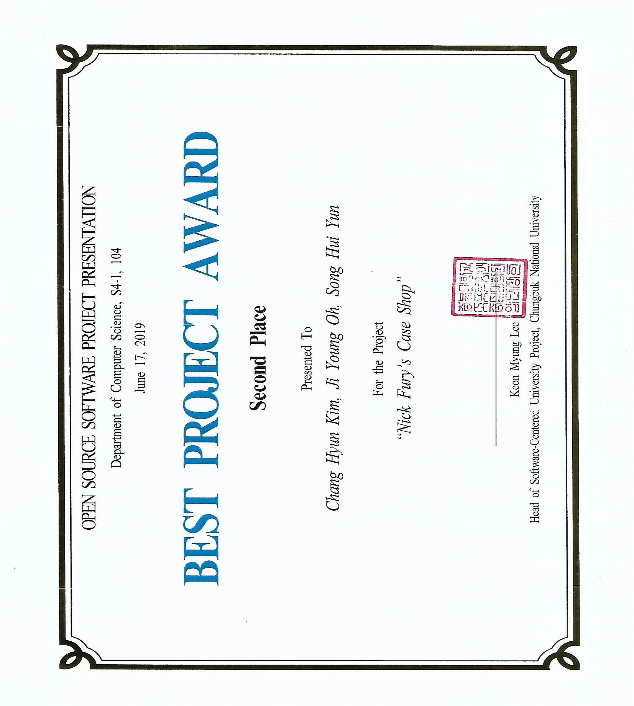 OPEN SOURCE SOFTWARE PROJECT PRESENTATION
Department of Computer Science, S4-1, 104
June 17, 2019
BEST PROJECT AWARD
Second Place
Presented To
Chang Hyun Kim, Ji Young Oh, Song Hui Yun
For the Project
"Nick Fury's Case Shop"
Keon Myung Lee
Head of Software-Centered University Project, Chungbuk National University